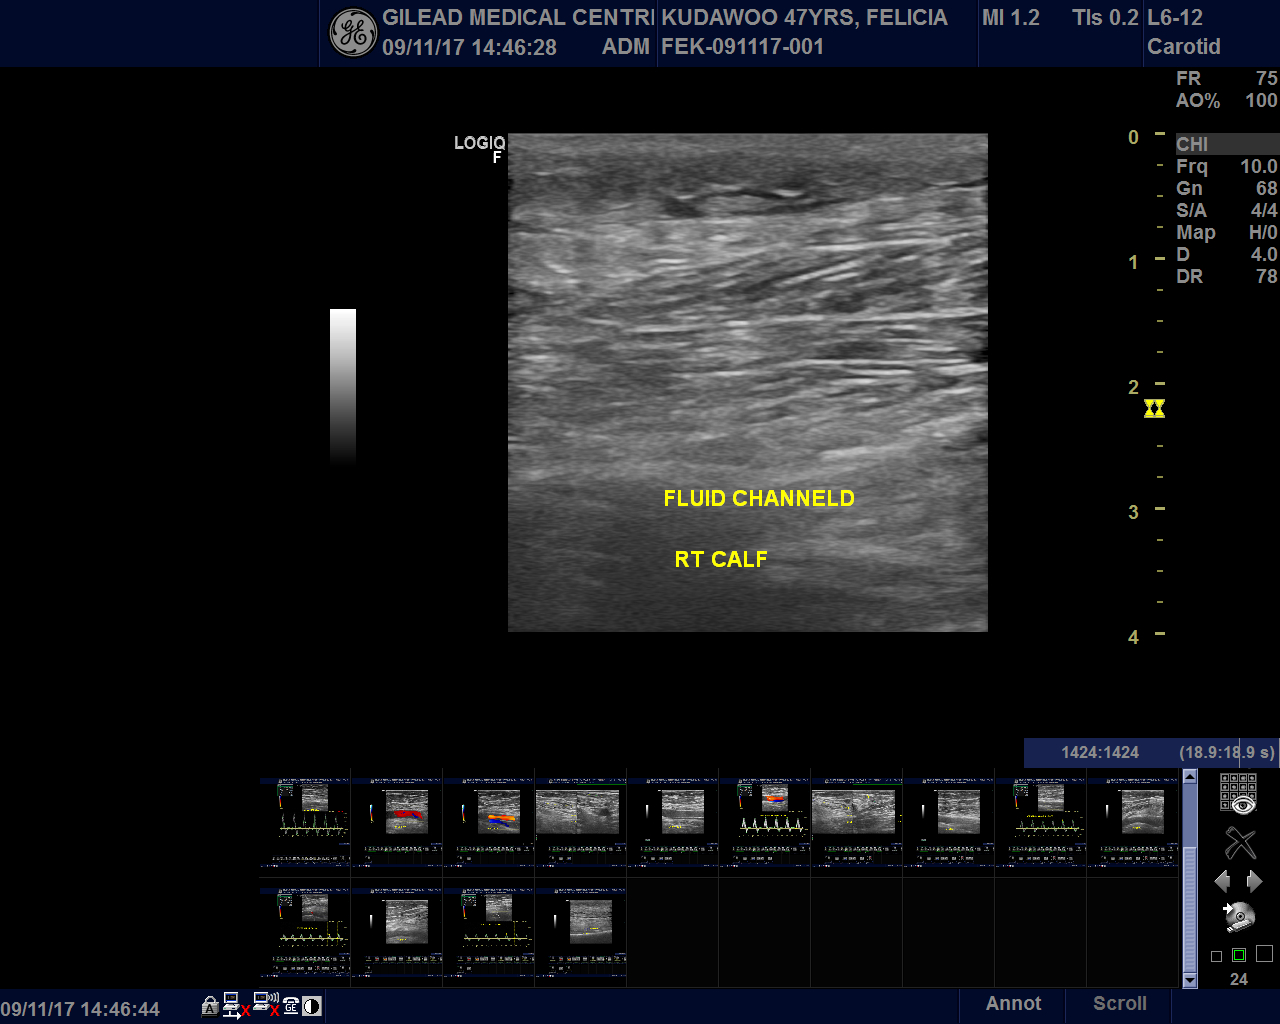 GILEAD MEDICAL CENTRI
KUDAWOO 47YRS, FELICIA
MI 1.2
TIs 0.2
L6-12
09/11/17 14:46:28
ADM
FEK-091117-001
Carotid
FR 75
AO% 100
CHI
Frq 10.0
Gn 68
S/A 4/4
Map H/0
D 4.0
DR 78
LOGIQ
F
0
1
2
3
4
FLUID CHANNELD
RT CALF
1424:1424 (18.9:18.9 s)
24
09/11/17 14:46:44
Annot
Scroll